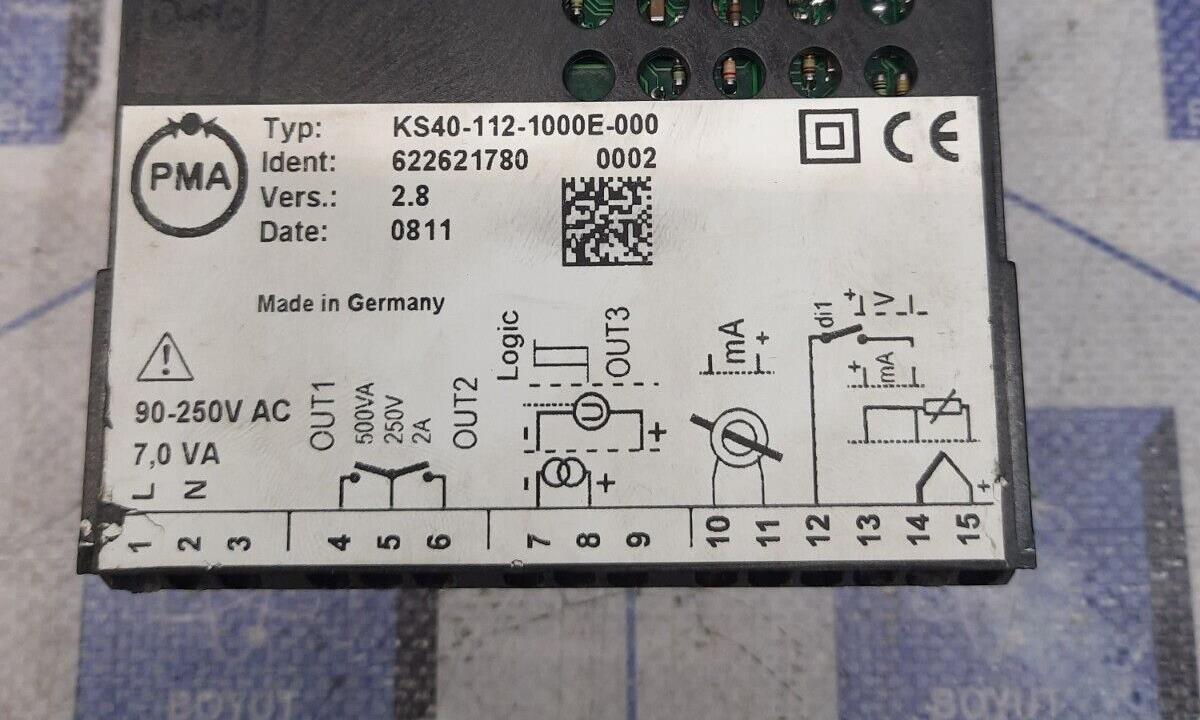 PMA
Typ: KS40-112-1000E-000
Ident: 622621780 0002
Vers.: 2.8
Date: 0811
CE
Made in Germany
90-250V AC
7,0 VA
L
N
OUT1
500VA
250V
2A
OUT2
Logic
OUT3
U
- +
- +
mA
+
di1
+ V -
+ mA -
+
1 2 3 4 5 6 7 8 9 10 11 12 13 14 15
BOYUT
BOYUT